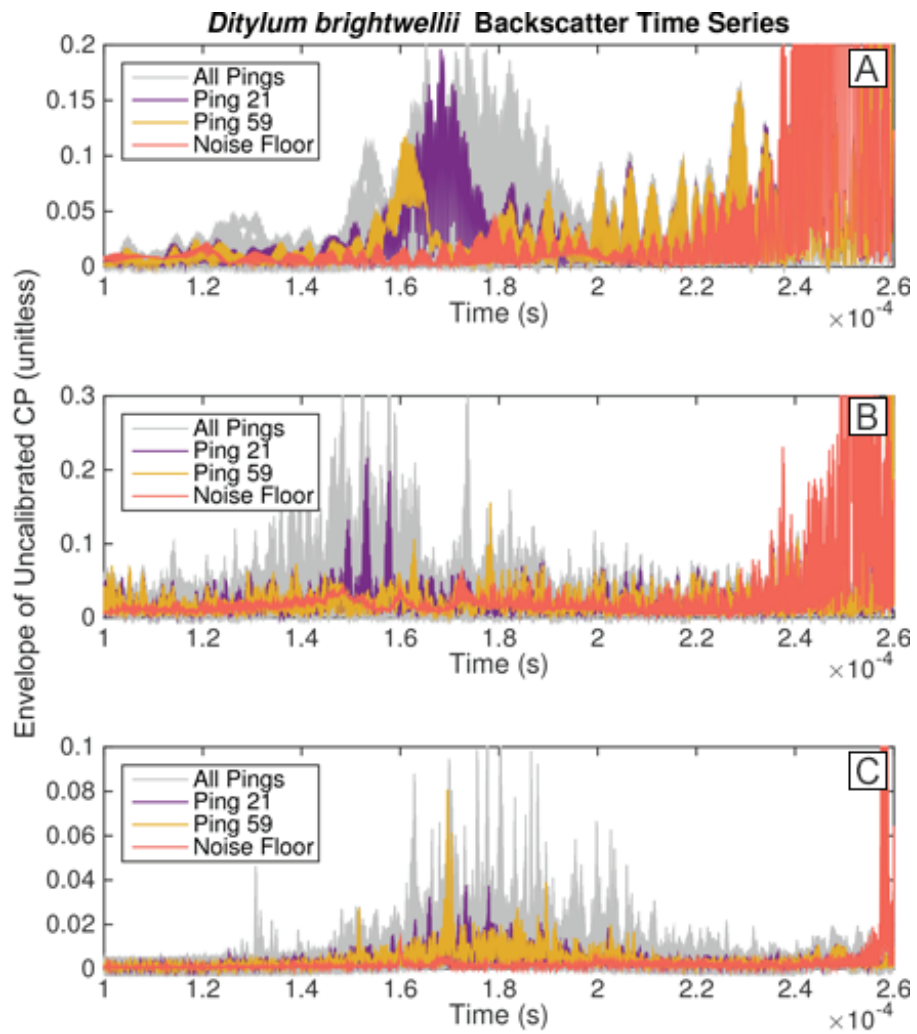 Ditylum brightwellii Backscatter Time Series
Envelope of Uncalibrated CP (unitless)
A
All Pings
Ping 21
Ping 59
Noise Floor
0.2
0.15
0.1
0.05
0
1 1.2 1.4 1.6 1.8 2 2.2 2.4 2.6
Time (s)
×10-4
B
All Pings
Ping 21
Ping 59
Noise Floor
0.3
0.2
0.1
0
1 1.2 1.4 1.6 1.8 2 2.2 2.4 2.6
Time (s)
×10-4
C
All Pings
Ping 21
Ping 59
Noise Floor
0.1
0.08
0.06
0.04
0.02
0
1 1.2 1.4 1.6 1.8 2 2.2 2.4 2.6
Time (s)
×10-4